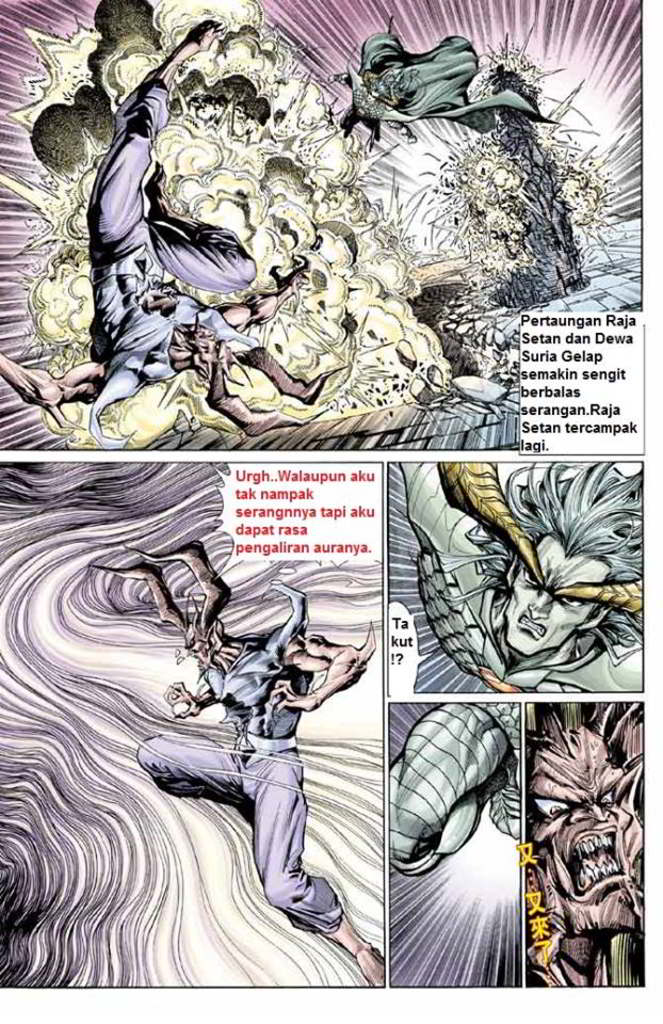 Pertaungan Raja
Setan dan Dewa
Suria Gelap
semakin sengit
berbalas
serangan.Raja
Setan tercampak
lagi.
Urgh..Walaupun aku
tak nampak
serangnnya tapi aku
dapat rasa
pengaliran auranya.
Ta
kut
!?
又…又來了…